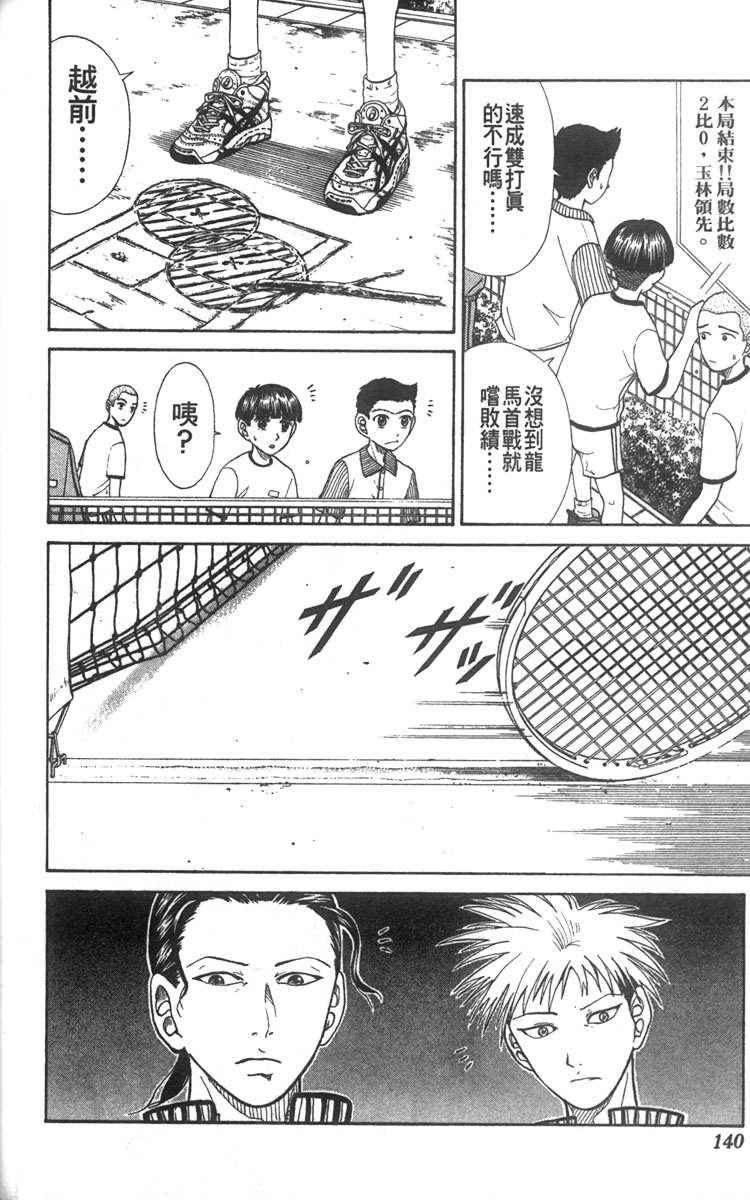 本局結束!!局數比數
2比0，玉林領先。
速成雙打真
的不行嗎……
沒想到龍
馬首戰就
嚐敗績……
越前……
咦？
ザッ
ザッ
140